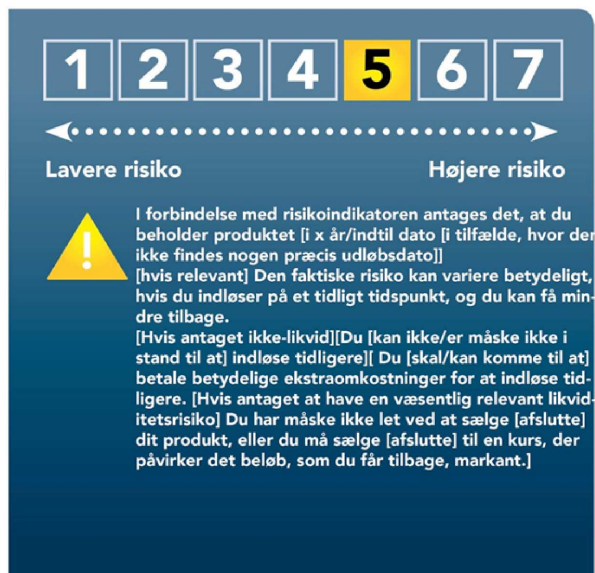 1 2 3 4 5 6 7
Lavere risiko Højere risiko
!
I forbindelse med risikoindikatoren antages det, at du
beholder produktet [i x år/indtil dato [i tilfælde, hvor der
ikke findes nogen præcis udløbsdato]]
[hvis relevant] Den faktiske risiko kan variere betydeligt,
hvis du indløser på et tidligt tidspunkt, og du kan få min-
dre tilbage.
[Hvis antaget ikke-likvid][Du [kan ikke/er måske ikke i
stand til at] indløse tidligere][ Du [skal/kan komme til at]
betale betydelige ekstraomkostninger for at indløse tid-
ligere. [Hvis antaget at have en væsentlig relevant likvid-
itetsrisiko] Du har måske ikke let ved at sælge [afslutte]
dit produkt, eller du må sælge [afslutte] til en kurs, der
påvirker det beløb, som du får tilbage, markant.]